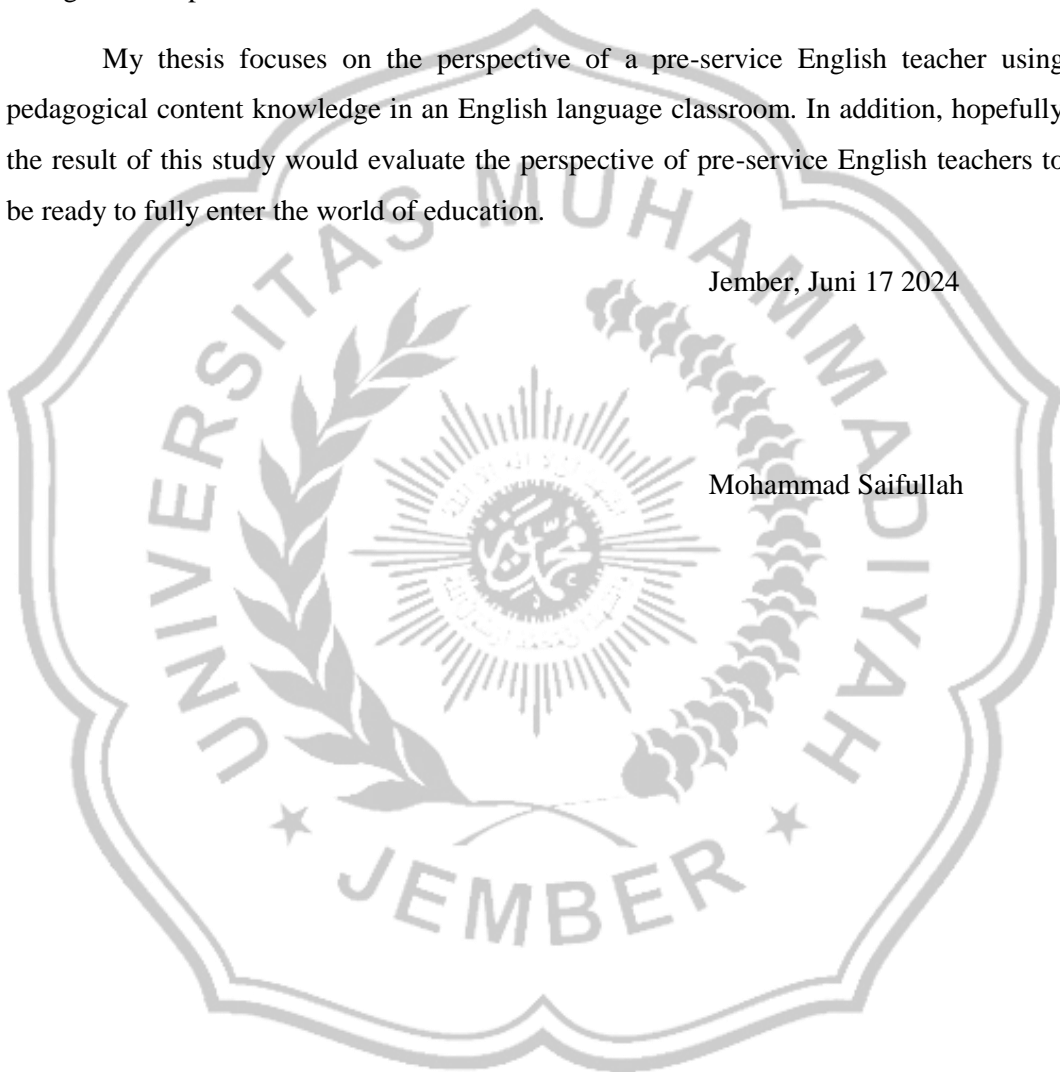 My thesis focuses on the perspective of a pre-service English teacher using
pedagogical content knowledge in an English language classroom. In addition, hopefully
the result of this study would evaluate the perspective of pre-service English teachers to
be ready to fully enter the world of education.
Jember, Juni 17 2024
Mohammad Saifullah
UNIVERSITAS MUHAMMADIYAH
JEMBER